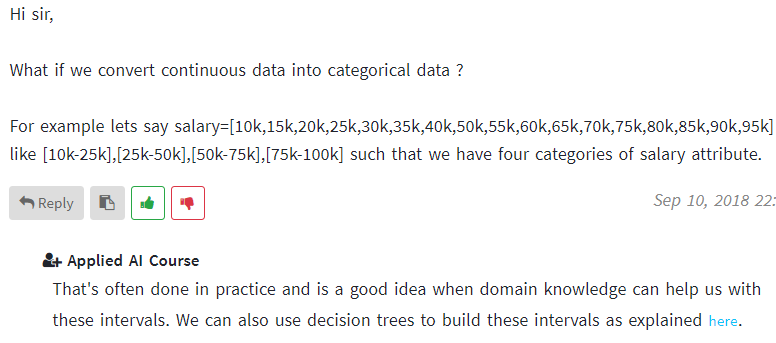 Hi sir,
What if we convert continuous data into categorical data ?
For example lets say salary=[10k,15k,20k,25k,30k,35k,40k,50k,55k,60k,65k,70k,75k,80k,85k,90k,95k]
like [10k-25k],[25k-50k],[50k-75k],[75k-100k] such that we have four categories of salary attribute.
Reply
Sep 10, 2018 22:
Applied AI Course
That's often done in practice and is a good idea when domain knowledge can help us with
these intervals. We can also use decision trees to build these intervals as explained here.